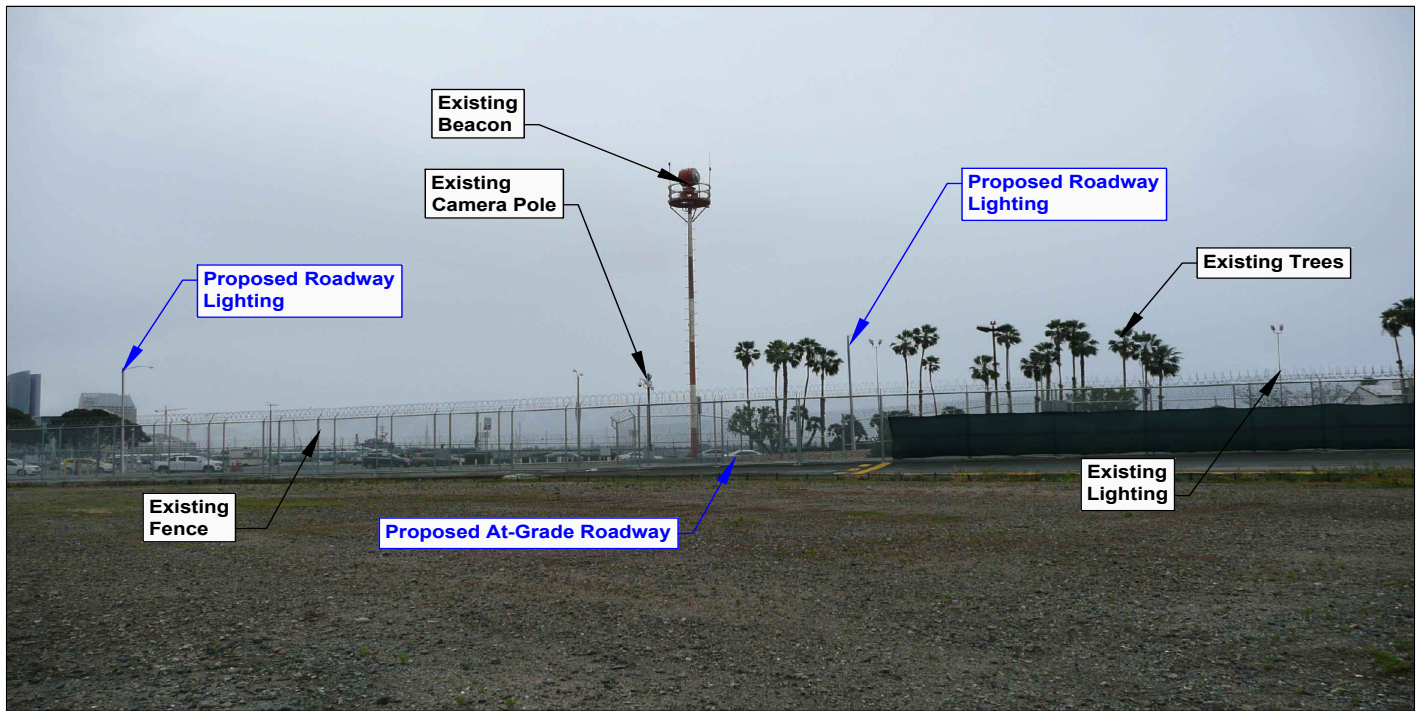 Existing
Beacon
Existing
Camera Pole
Proposed Roadway
Lighting
Existing Trees
Proposed Roadway
Lighting
Existing
Fence
Proposed At-Grade Roadway
Existing
Lighting